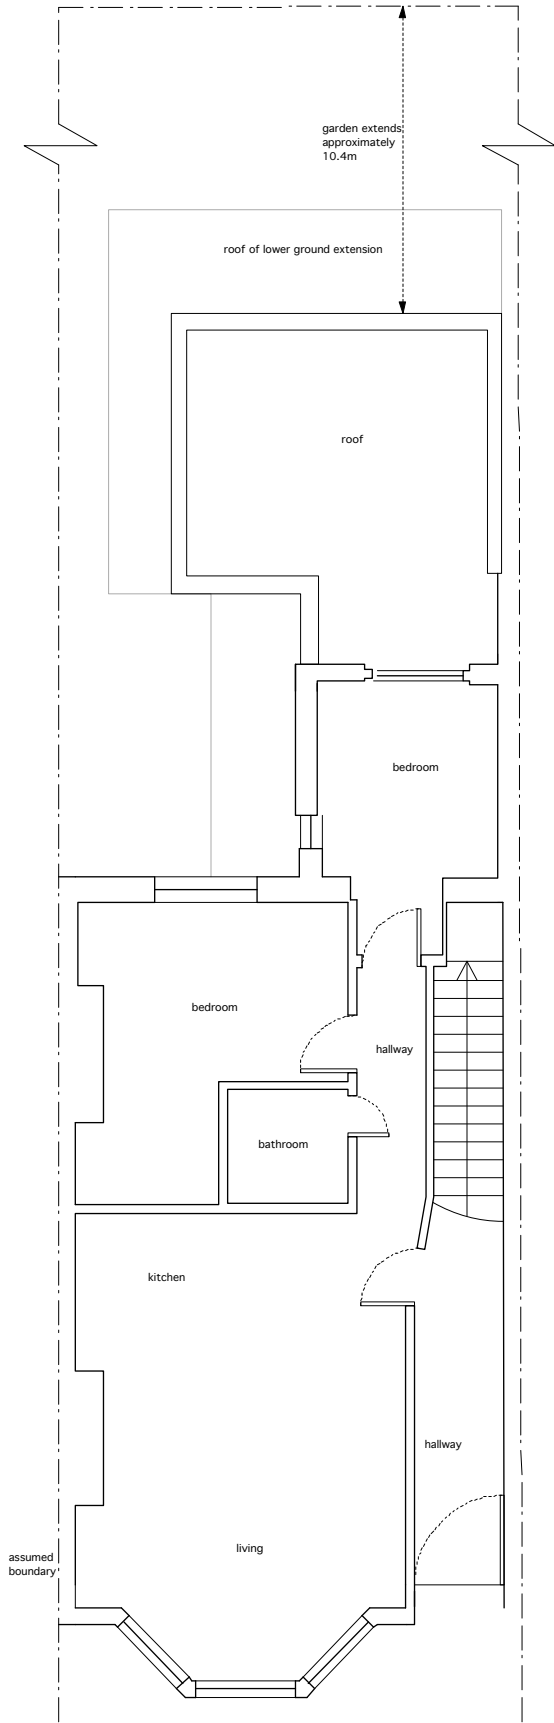 garden extends
approximately
10.4m
roof of lower ground extension
roof
bedroom
bedroom
hallway
bathroom
kitchen
hallway
living
assumed
boundary